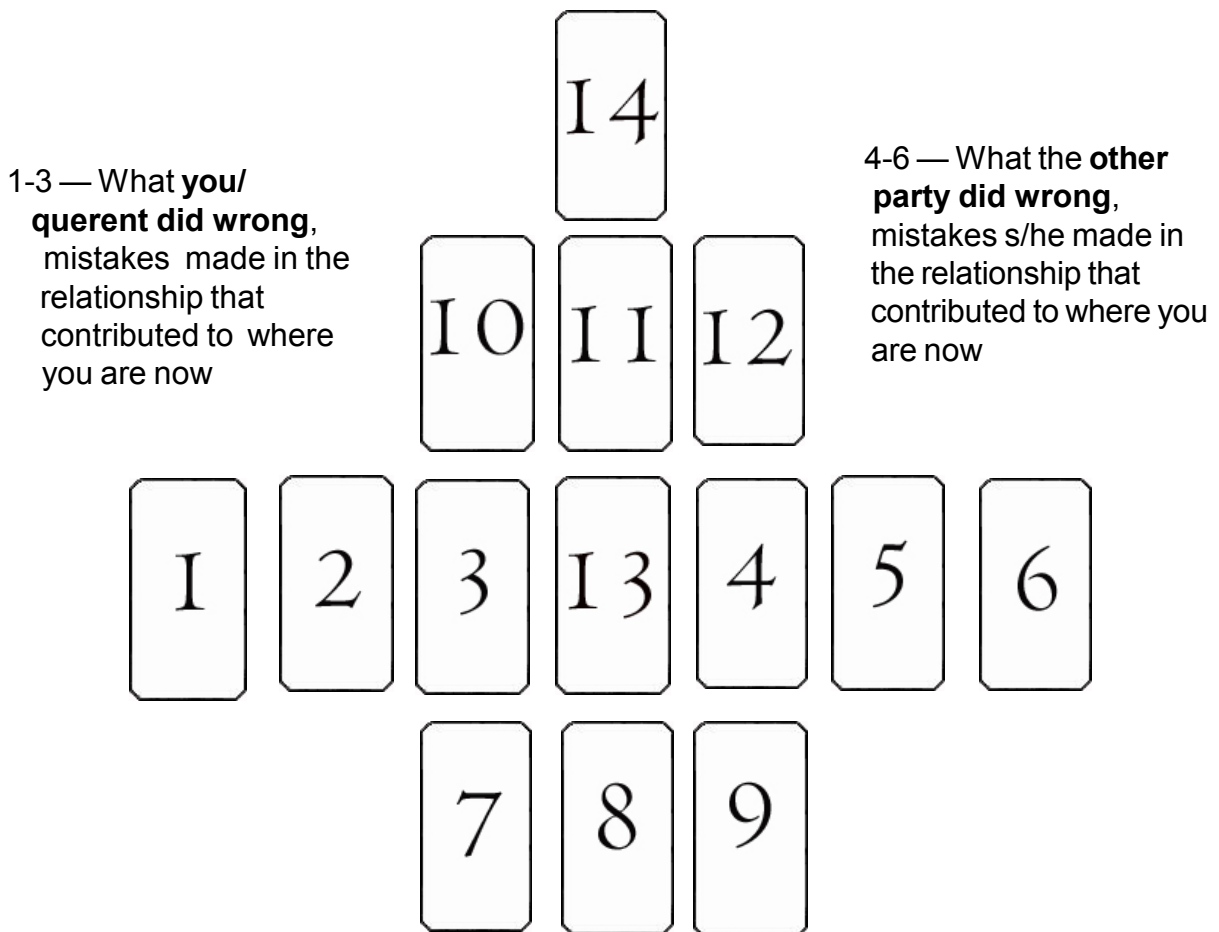 14
1-3 — What you/
querent did wrong,
mistakes made in the
relationship that
contributed to where
you are now
4-6 — What the other
party did wrong,
mistakes s/he made in
the relationship that
contributed to where you
are now
10 11 12
1 2 3 13 4 5 6
7 8 9